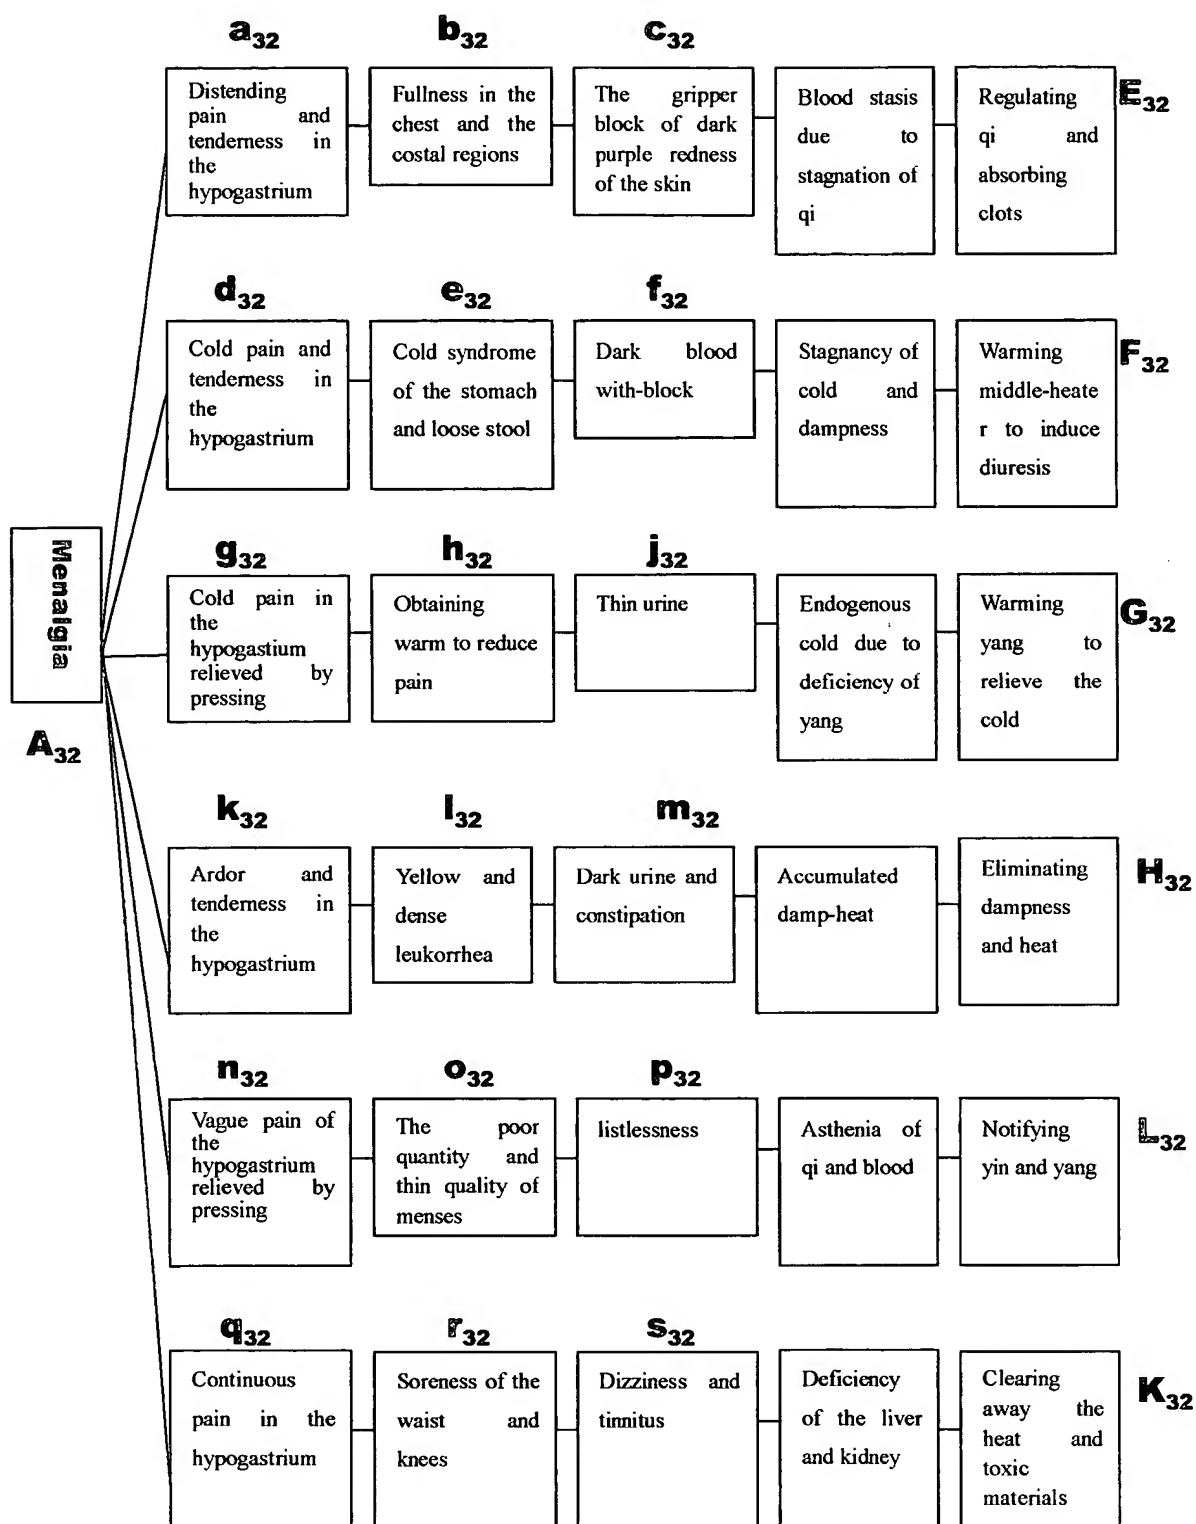 a32
b32
c32
Distending
pain and
tenderness in
the
hypogastrium
Fullness in the
chest and the
costal regions
The gripper
block of dark
purple redness
of the skin
Blood stasis
due to
stagnation of
qi
Regulating
qi and
absorbing
clots
E32
d32
e32
f32
Cold pain and
tenderness in
the
hypogastrium
Cold syndrome
of the stomach
and loose stool
Dark blood
with-block
Stagnancy of
cold and
dampness
Warming
middle-heate
r to induce
diuresis
F32
Menalgia
A32
g32
h32
j32
Cold pain in
the
hypogastium
relieved by
pressing
Obtaining
warm to reduce
pain
Thin urine
Endogenous
cold due to
deficiency of
yang
Warming
yang to
relieve the
cold
G32
k32
l32
m32
Ardor and
tenderness in
the
hypogastrium
Yellow and
dense
leukorrhea
Dark urine and
constipation
Accumulated
damp-heat
Eliminating
dampness
and heat
H32
n32
o32
p32
Vague pain of
the
hypogastrium
relieved by
pressing
The poor
quantity and
thin quality of
menses
listlessness
Asthenia of
qi and blood
Notifying
yin and yang
L32
q32
r32
s32
Continuous
pain in the
hypogastrium
Soreness of the
waist and
knees
Dizziness and
tinnitus
Deficiency
of the liver
and kidney
Clearing
away the
heat and
toxic
materials
K32